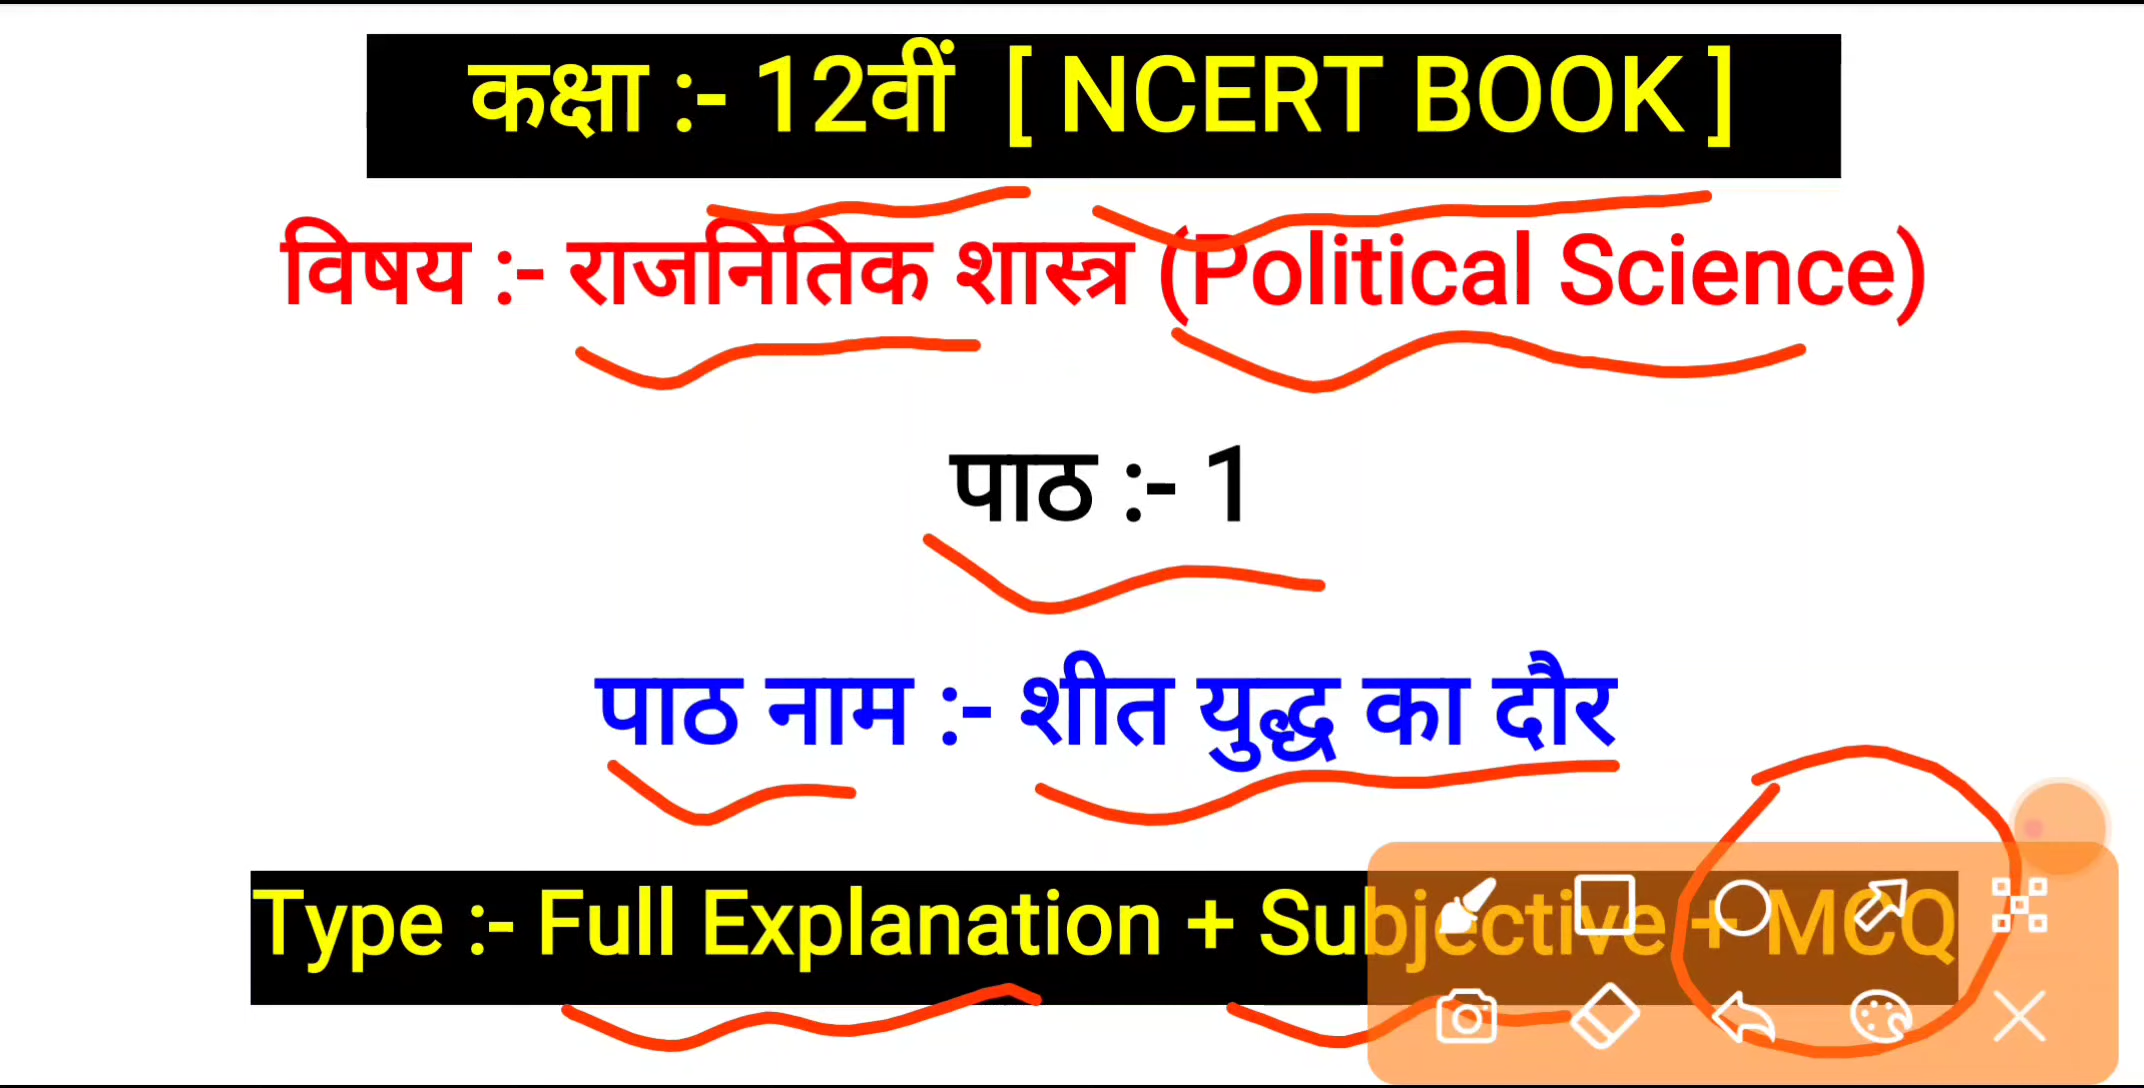 कक्षा :- 12वीं [ NCERT BOOK ]
विषय :- राजनितिक शास्त्र (Political Science)
पाठ :- 1
पाठ नाम :- शीत युद्ध का दौर
Type :- Full Explanation + Subjective + MCQ